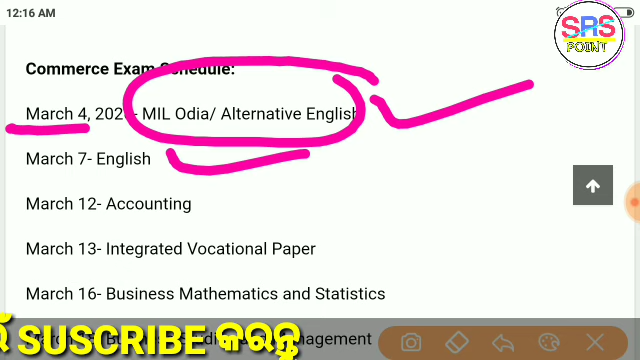 12:16 AM
SRS
POINT
Commerce Exam Schedule:
March 4, 202 - MIL Odia/ Alternative English
March 7- English
March 12- Accounting
March 13- Integrated Vocational Paper
March 16- Business Mathematics and Statistics
SUSCRIBE କରନ୍ତୁ